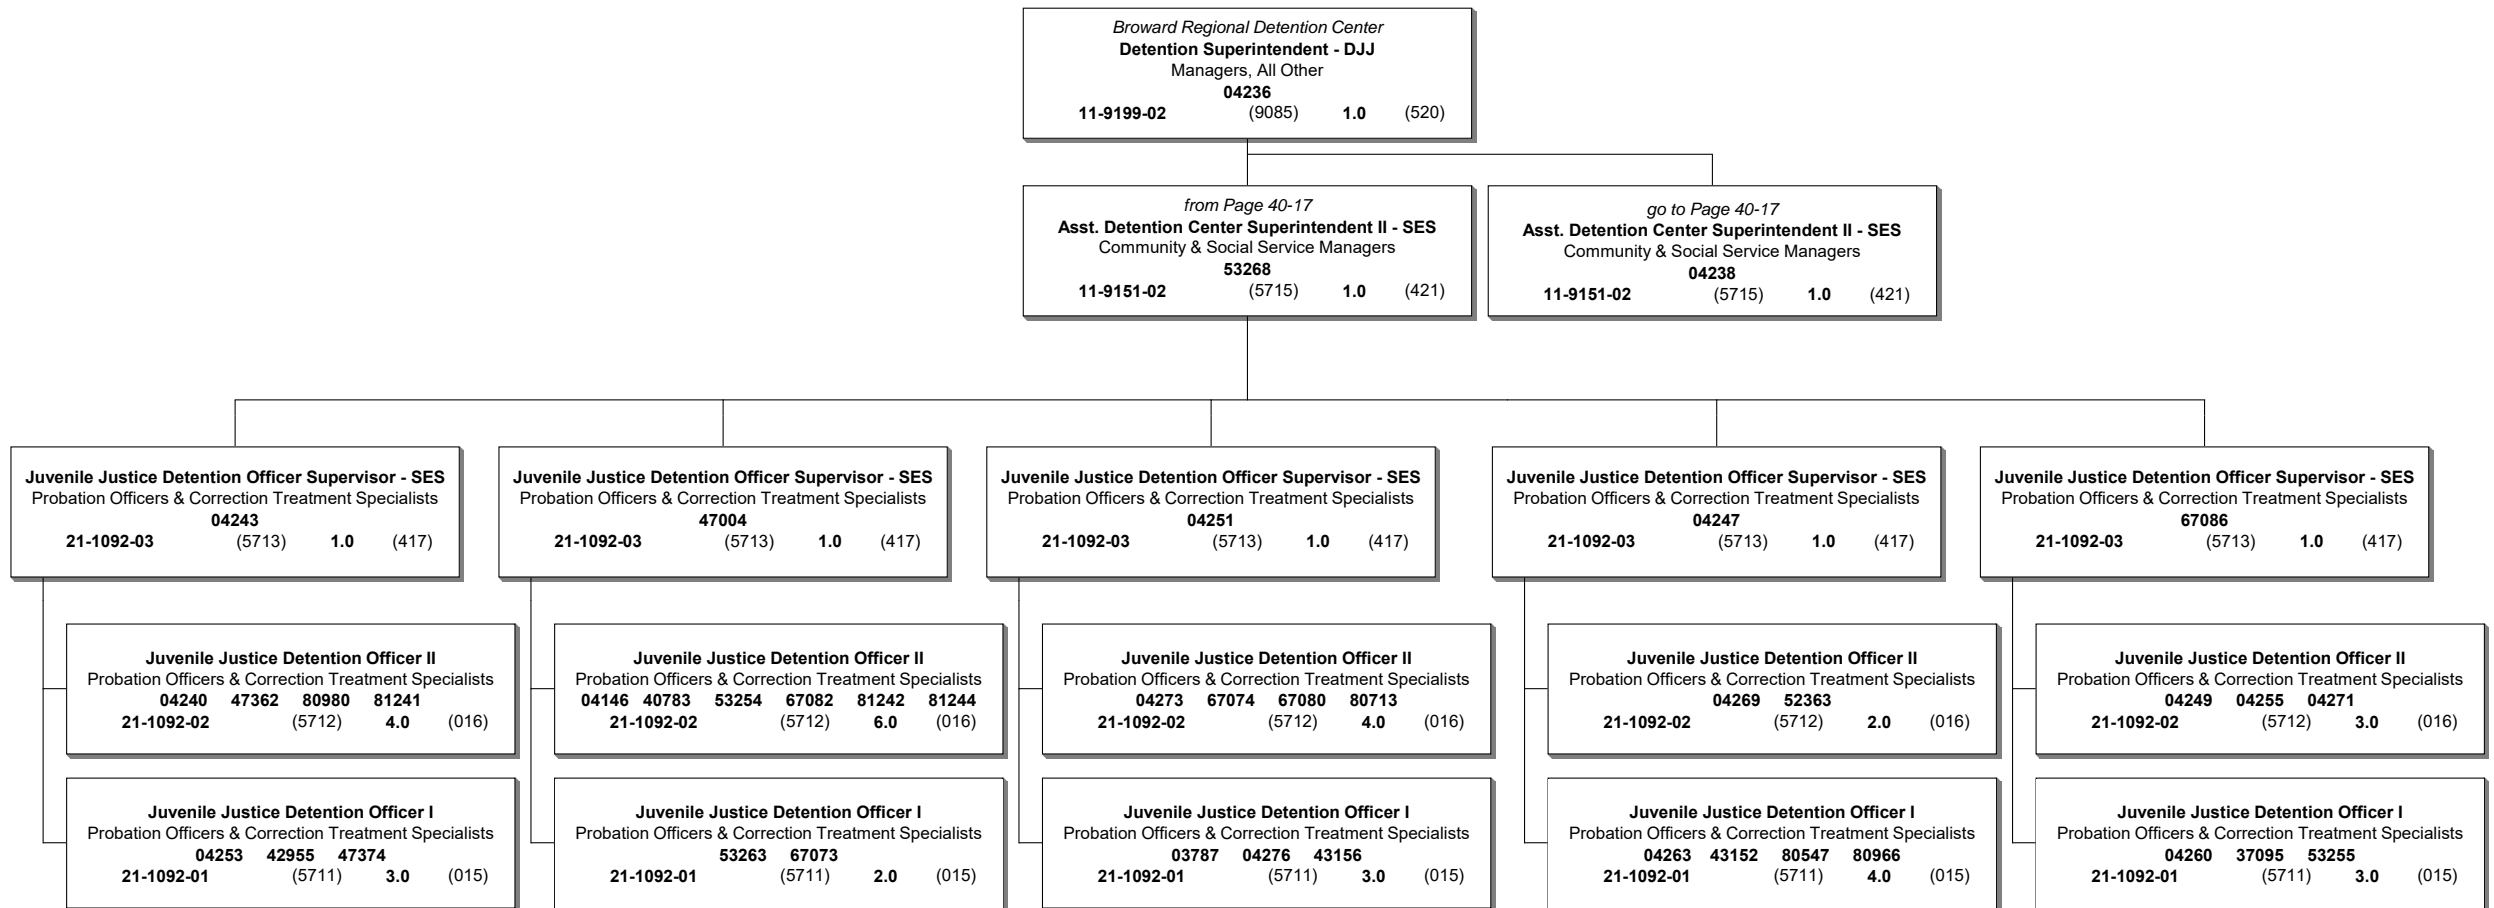 Broward Regional Detention Center
Detention Superintendent - DJJ
Managers, All Other
04236
11-9199-02 (9085) 1.0 (520)
from Page 40-17
Asst. Detention Center Superintendent II - SES
Community & Social Service Managers
53268
11-9151-02 (5715) 1.0 (421)
go to Page 40-17
Asst. Detention Center Superintendent II - SES
Community & Social Service Managers
04238
11-9151-02 (5715) 1.0 (421)
Juvenile Justice Detention Officer Supervisor - SES
Probation Officers & Correction Treatment Specialists
04243
21-1092-03 (5713) 1.0 (417)
Juvenile Justice Detention Officer Supervisor - SES
Probation Officers & Correction Treatment Specialists
47004
21-1092-03 (5713) 1.0 (417)
Juvenile Justice Detention Officer Supervisor - SES
Probation Officers & Correction Treatment Specialists
04251
21-1092-03 (5713) 1.0 (417)
Juvenile Justice Detention Officer Supervisor - SES
Probation Officers & Correction Treatment Specialists
04247
21-1092-03 (5713) 1.0 (417)
Juvenile Justice Detention Officer Supervisor - SES
Probation Officers & Correction Treatment Specialists
67086
21-1092-03 (5713) 1.0 (417)
Juvenile Justice Detention Officer II
Probation Officers & Correction Treatment Specialists
04240 47362 80980 81241
21-1092-02 (5712) 4.0 (016)
Juvenile Justice Detention Officer II
Probation Officers & Correction Treatment Specialists
04146 40783 53254 67082 81242 81244
21-1092-02 (5712) 6.0 (016)
Juvenile Justice Detention Officer II
Probation Officers & Correction Treatment Specialists
04273 67074 67080 80713
21-1092-02 (5712) 4.0 (016)
Juvenile Justice Detention Officer II
Probation Officers & Correction Treatment Specialists
04269 52363
21-1092-02 (5712) 2.0 (016)
Juvenile Justice Detention Officer II
Probation Officers & Correction Treatment Specialists
04249 04255 04271
21-1092-02 (5712) 3.0 (016)
Juvenile Justice Detention Officer I
Probation Officers & Correction Treatment Specialists
04253 42955 47374
21-1092-01 (5711) 3.0 (015)
Juvenile Justice Detention Officer I
Probation Officers & Correction Treatment Specialists
53263 67073
21-1092-01 (5711) 2.0 (015)
Juvenile Justice Detention Officer I
Probation Officers & Correction Treatment Specialists
03787 04276 43156
21-1092-01 (5711) 3.0 (015)
Juvenile Justice Detention Officer I
Probation Officers & Correction Treatment Specialists
04263 43152 80547 80966
21-1092-01 (5711) 4.0 (015)
Juvenile Justice Detention Officer I
Probation Officers & Correction Treatment Specialists
04260 37095 53255
21-1092-01 (5711) 3.0 (015)